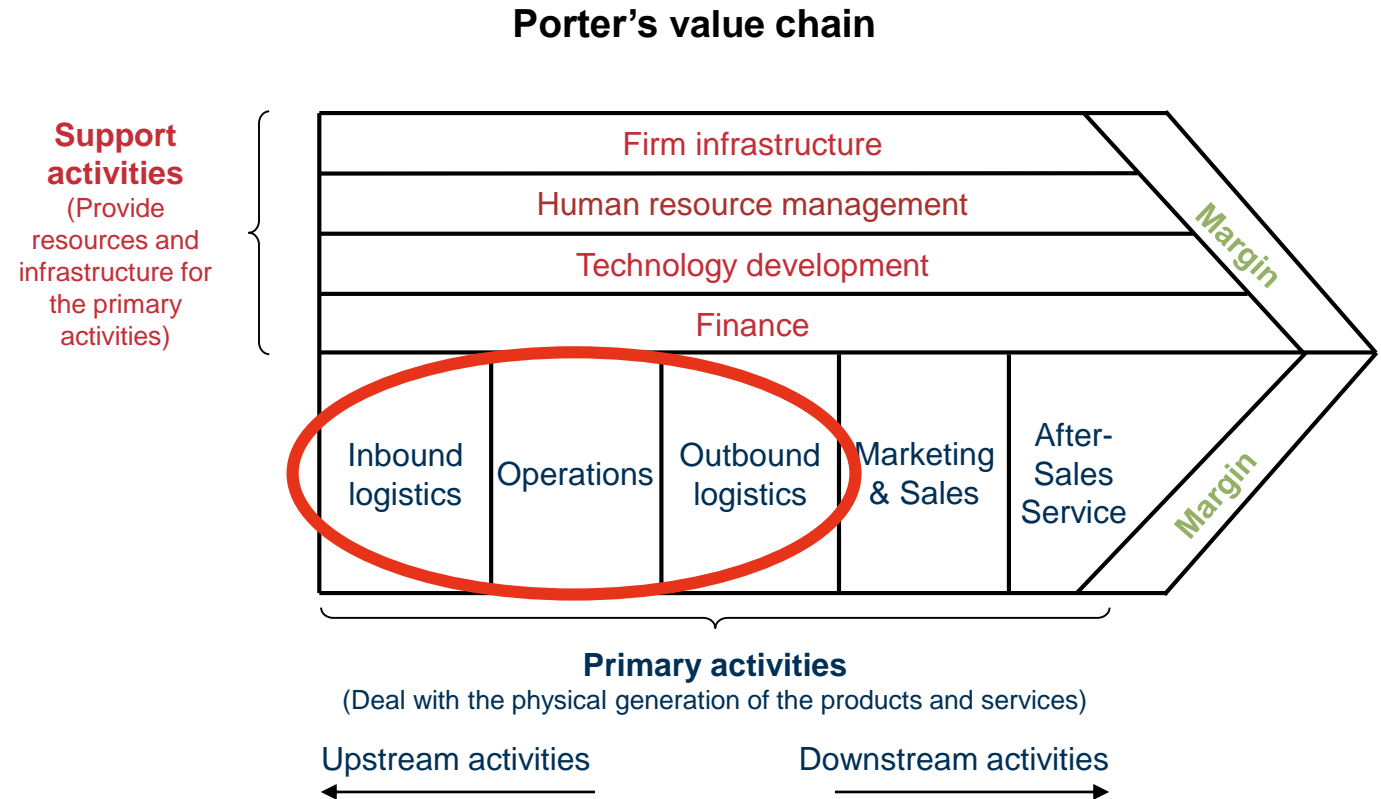 Porter’s value chain
Support
activities
(Provide
resources and
infrastructure for
the primary
activities)
Firm infrastructure
Human resource management
Technology development
Finance
Margin
Inbound
logistics
Operations
Outbound
logistics
Marketing
& Sales
After-
Sales
Service
Margin
Primary activities
(Deal with the physical generation of the products and services)
Upstream activities
Downstream activities